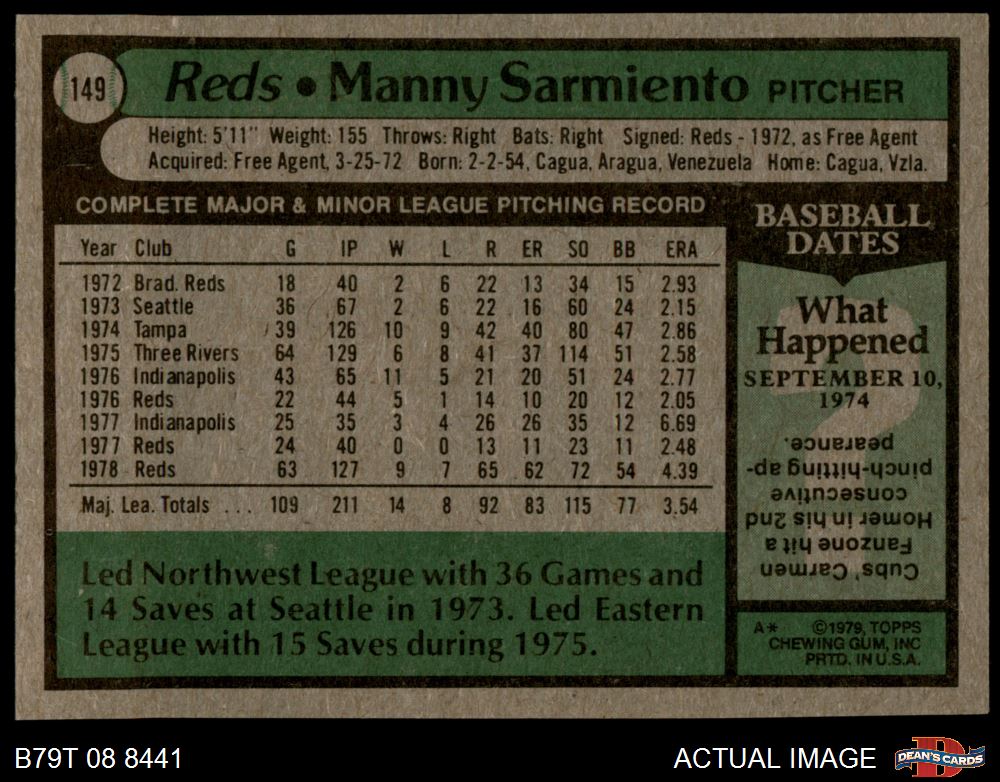 149 Reds • Manny Sarmiento PITCHER
Height: 5'11" Weight: 155 Throws: Right Bats: Right Signed: Reds - 1972, as Free Agent
Acquired: Free Agent, 3-25-72 Born: 2-2-54, Cagua, Aragua, Venezuela Home: Cagua, Vzla.
COMPLETE MAJOR & MINOR LEAGUE PITCHING RECORD
Year Club G IP W L R ER SO BB ERA
1972 Brad. Reds 18 40 2 6 22 13 34 15 2.93
1973 Seattle 36 67 2 6 22 16 60 24 2.15
1974 Tampa 39 126 10 9 42 40 80 47 2.86
1975 Three Rivers 64 129 6 8 41 37 114 51 2.58
1976 Indianapolis 43 65 11 5 21 20 51 24 2.77
1976 Reds 22 44 5 1 14 10 20 12 2.05
1977 Indianapolis 25 35 3 4 26 26 35 12 6.69
1977 Reds 24 40 0 0 13 11 23 11 2.48
1978 Reds 63 127 9 7 65 62 72 54 4.39
Maj. Lea. Totals ... 109 211 14 8 92 83 115 77 3.54
Led Northwest League with 36 Games and
14 Saves at Seattle in 1973. Led Eastern
League with 15 Saves during 1975.
BASEBALL
DATES
What
Happened
SEPTEMBER 10,
1974
?
Cubs' Carmen
Fanzone hit a
Homer in his 2nd
consecutive
pinch-hitting ap-
pearance.
A* ©1979, TOPPS
CHEWING GUM, INC
PRTD. IN U.S.A.
B79T 08 8441
ACTUAL IMAGE
D
DEAN'S CARDS